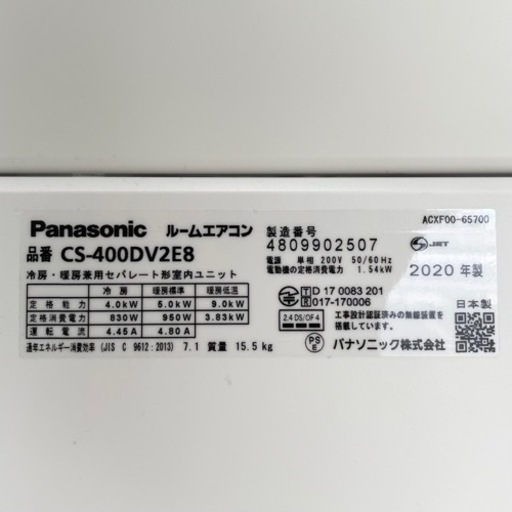 Panasonic ルームエアコン
品番 CS-400DV2E8
冷房・暖房兼用セパレート形室内ユニット
冷房 暖房標準 暖房低温
定格能力 4.0kW 5.0kW 9.0kW
定格消費電力 830W 950W 3.83kW
運転電流 4.45A 4.80A
通年エネルギー消費効率 (JIS C 9612:2013) 7.1 質量 15.5 kg
製造番号
4809902507
電源 単相 200V 50/60Hz
電動機の定格消費電力 1.54kW
D 17 0083 201
017-170006
2.4 DS/OF 4
工事設計認証済みの無線装置を
搭載しています。
PS
E
パナソニック株式会社
ACXF00-65700
JET
2020 年製
日本製